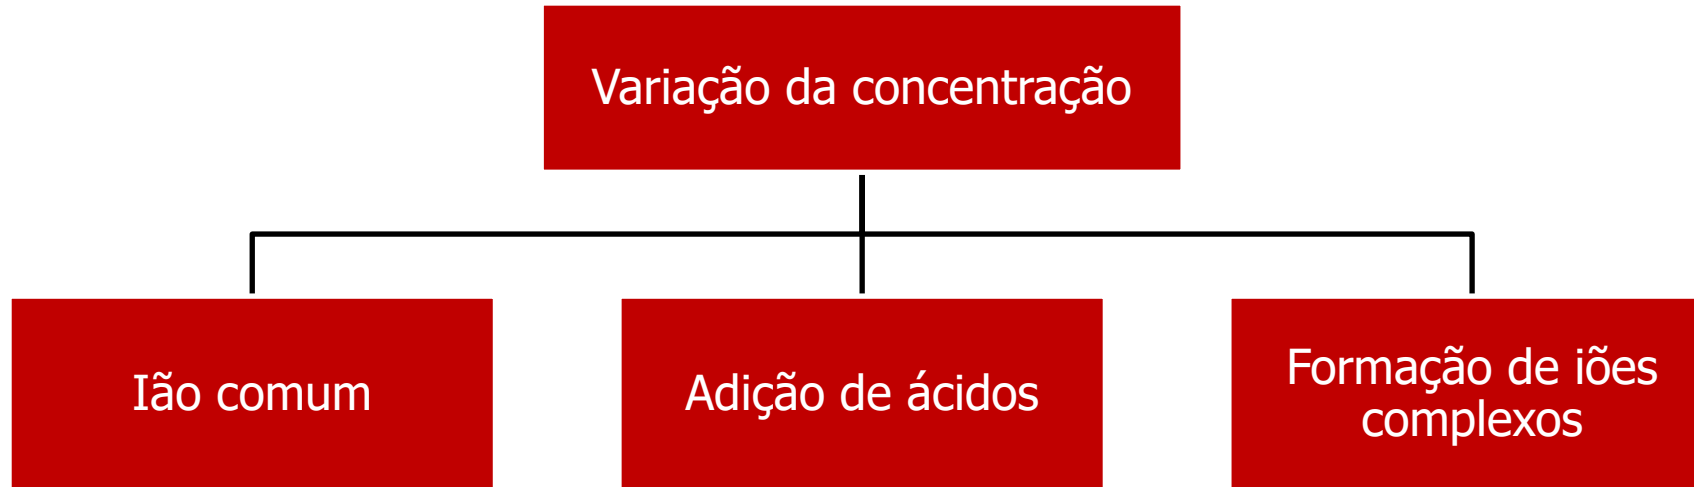 Variação da concentração
Ião comum
Adição de ácidos
Formação de iões
complexos